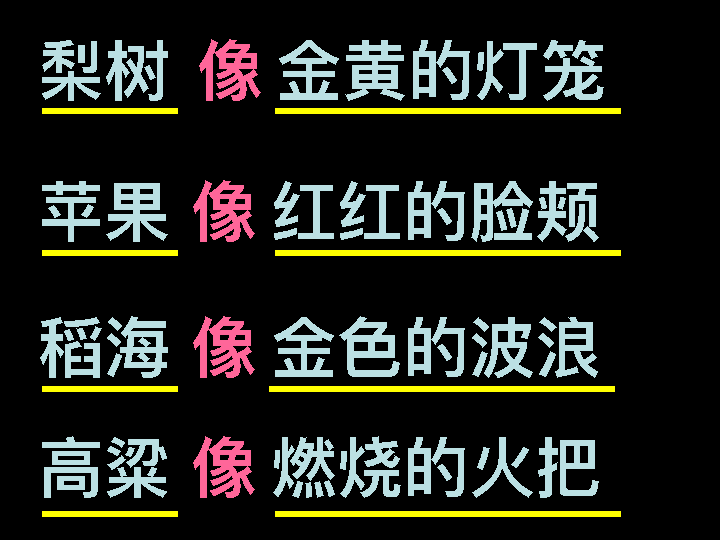 梨树 像 金黄的灯笼
苹果 像 红红的脸颊
稻海 像 金色的波浪
高粱 像 燃烧的火把